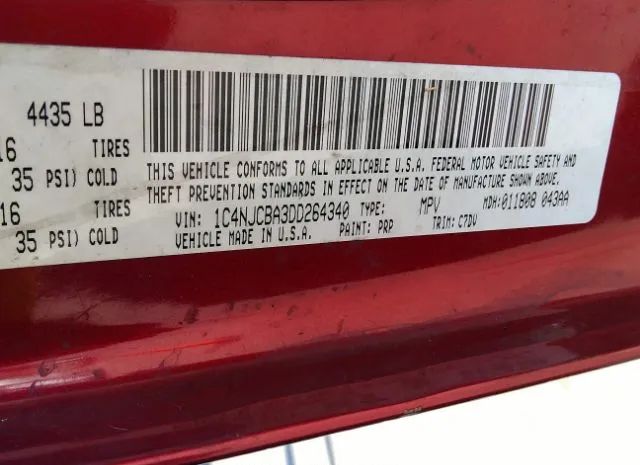 4435 LB
16 TIRES
35 PSI) COLD
16 TIRES
35 PSI) COLD
THIS VEHICLE CONFORMS TO ALL APPLICABLE U.S.A. FEDERAL MOTOR VEHICLE SAFETY AND
THEFT PREVENTION STANDARDS IN EFFECT ON THE DATE OF MANUFACTURE SHOWN ABOVE.
VIN: 1C4NJCBA3DD264340 TYPE: MPV MDH:011808 043AA
VEHICLE MADE IN U.S.A. PAINT: PRP TRIM: C7DV